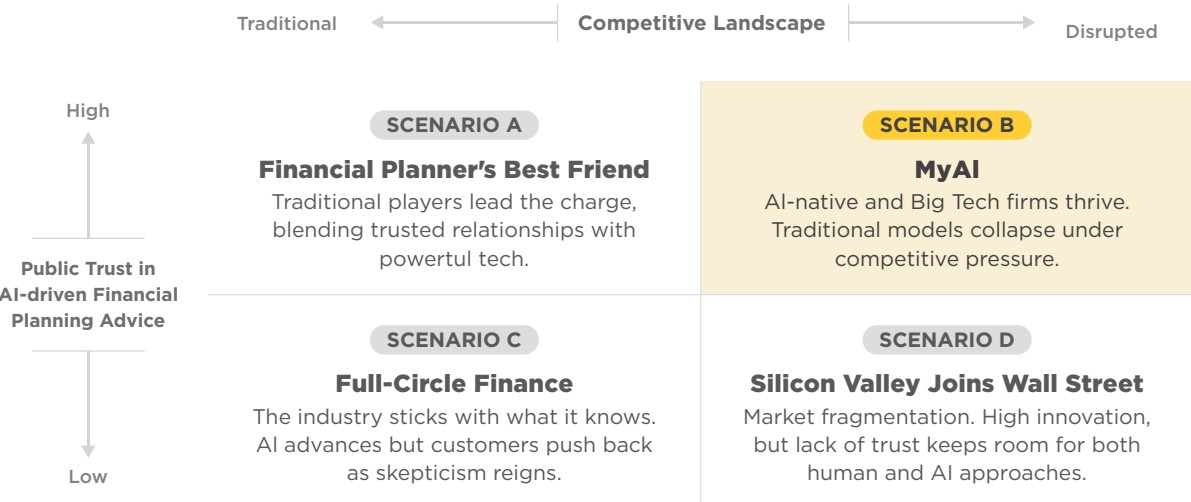 Traditional
Competitive Landscape
Disrupted
High
Public Trust in
AI-driven Financial
Planning Advice
Low
SCENARIO A
Financial Planner's Best Friend
Traditional players lead the charge,
blending trusted relationships with
powerful tech.
SCENARIO B
MyAI
AI-native and Big Tech firms thrive.
Traditional models collapse under
competitive pressure.
SCENARIO C
Full-Circle Finance
The industry sticks with what it knows.
AI advances but customers push back
as skepticism reigns.
SCENARIO D
Silicon Valley Joins Wall Street
Market fragmentation. High innovation,
but lack of trust keeps room for both
human and AI approaches.